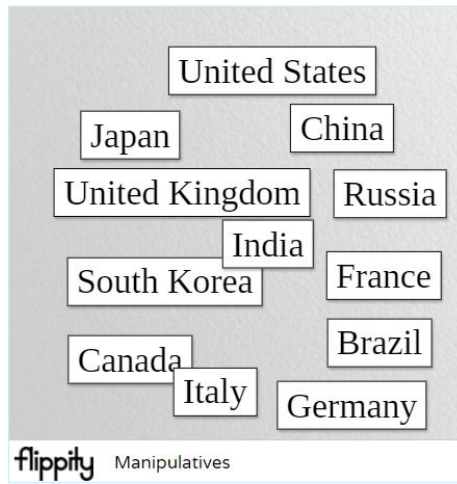 United States
Japan
China
United Kingdom
Russia
India
South Korea
France
Brazil
Canada
Italy
Germany
flippity
Manipulatives